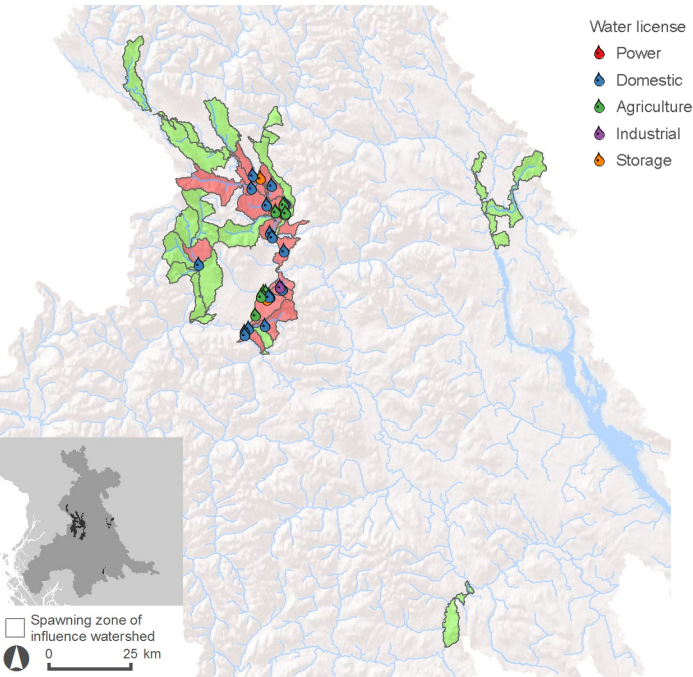 Water license
Power
Domestic
Agriculture
Industrial
Storage
Spawning zone of
influence watershed
0 25 km